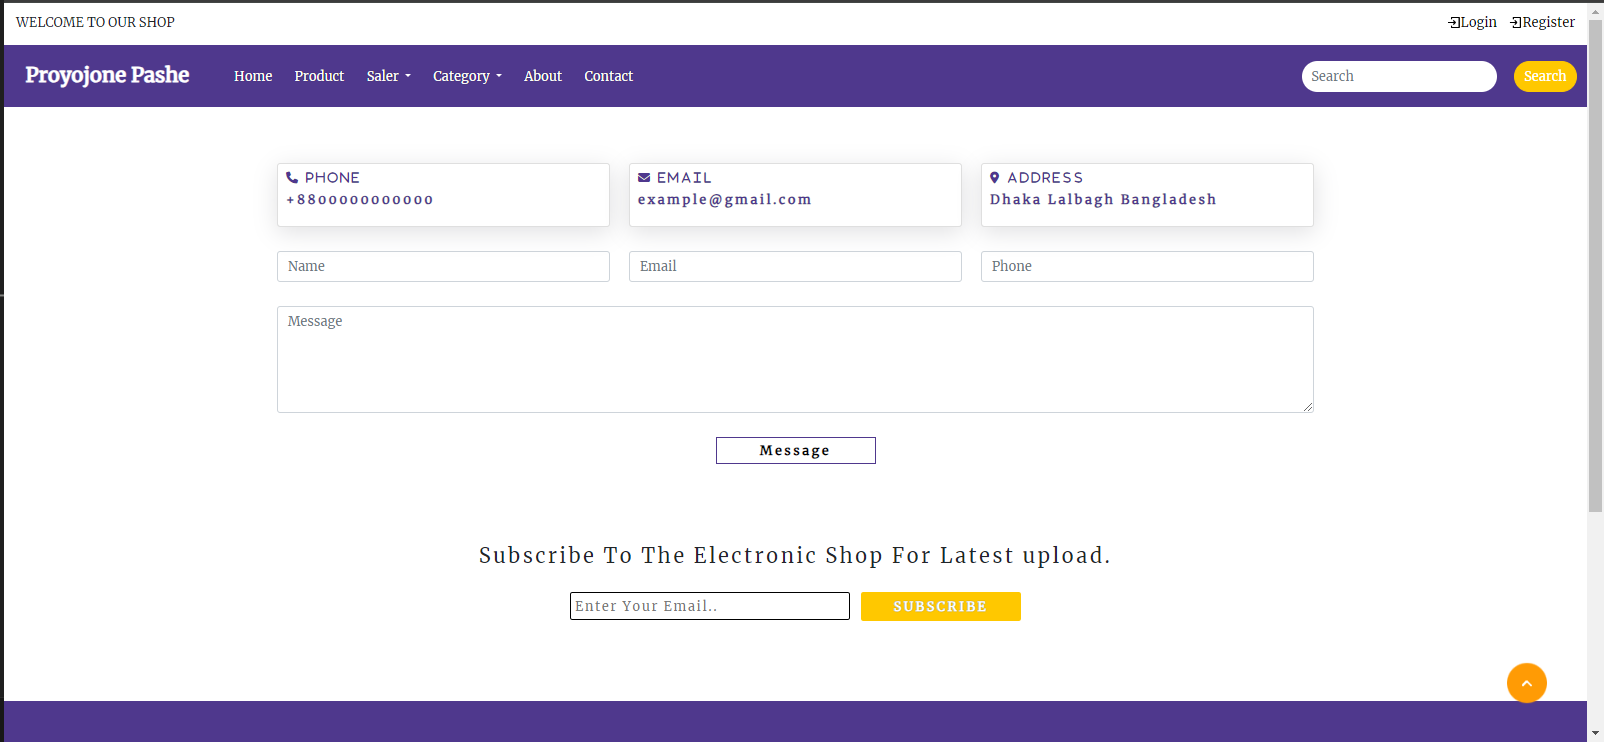 WELCOME TO OUR SHOP
Login Register
Proyojone Pashe Home Product Saler Category About Contact Search Search
PHONE
+8800000000000
EMAIL
example@gmail.com
ADDRESS
Dhaka Lalbagh Bangladesh
Name Email Phone
Message
Message
Subscribe To The Electronic Shop For Latest upload.
Enter Your Email.. SUBSCRIBE